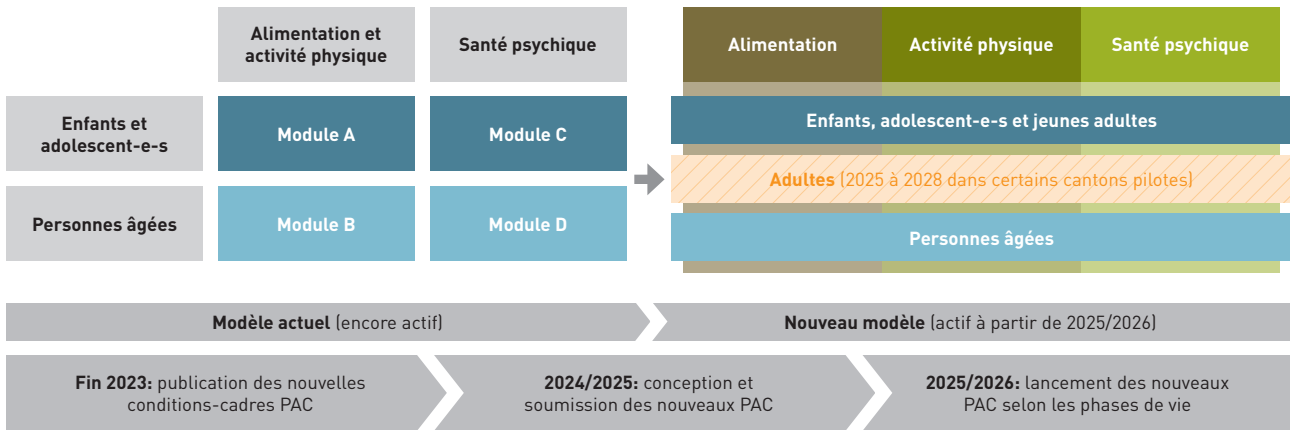 Alimentation et
activité physique
Santé psychique
Alimentation
Activité physique
Santé psychique
Enfants et
adolescent-e-s
Module A
Module C
Enfants, adolescent-e-s et jeunes adultes
Adultes (2025 à 2028 dans certains cantons pilotes)
Personnes âgées
Module B
Module D
Personnes âgées
Modèle actuel (encore actif)
Nouveau modèle (actif à partir de 2025/2026)
Fin 2023: publication des nouvelles
conditions-cadres PAC
2024/2025: conception et
soumission des nouveaux PAC
2025/2026: lancement des nouveaux
PAC selon les phases de vie